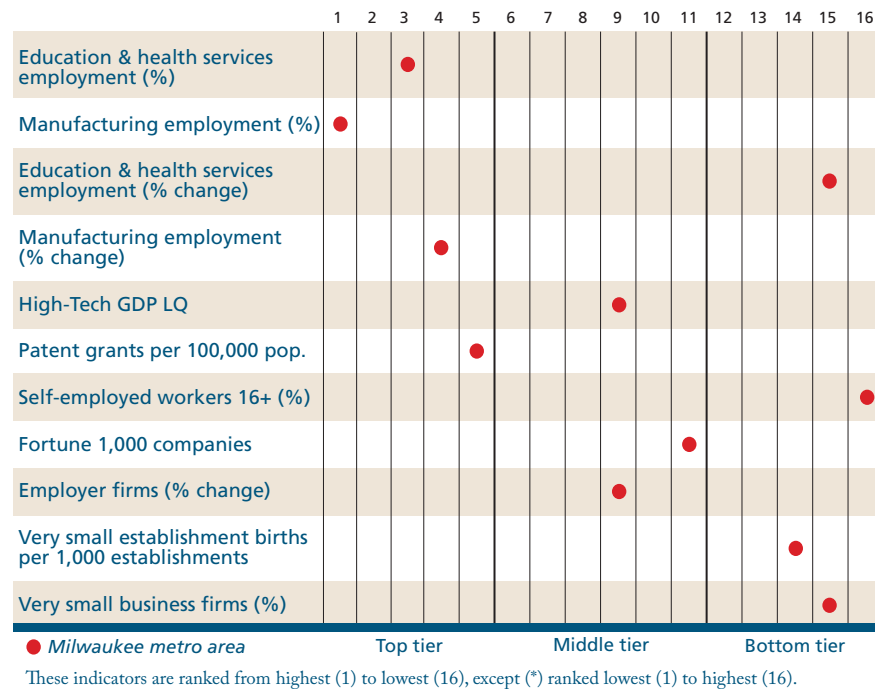 1 2 3 4 5 6 7 8 9 10 11 12 13 14 15 16
Education & health services
employment (%)
Manufacturing employment (%)
Education & health services
employment (% change)
Manufacturing employment
(% change)
High-Tech GDP LQ
Patent grants per 100,000 pop.
Self-employed workers 16+ (%)
Fortune 1,000 companies
Employer firms (% change)
Very small establishment births
per 1,000 establishments
Very small business firms (%)
Milwaukee metro area Top tier Middle tier Bottom tier
These indicators are ranked from highest (1) to lowest (16), except (*) ranked lowest (1) to highest (16).